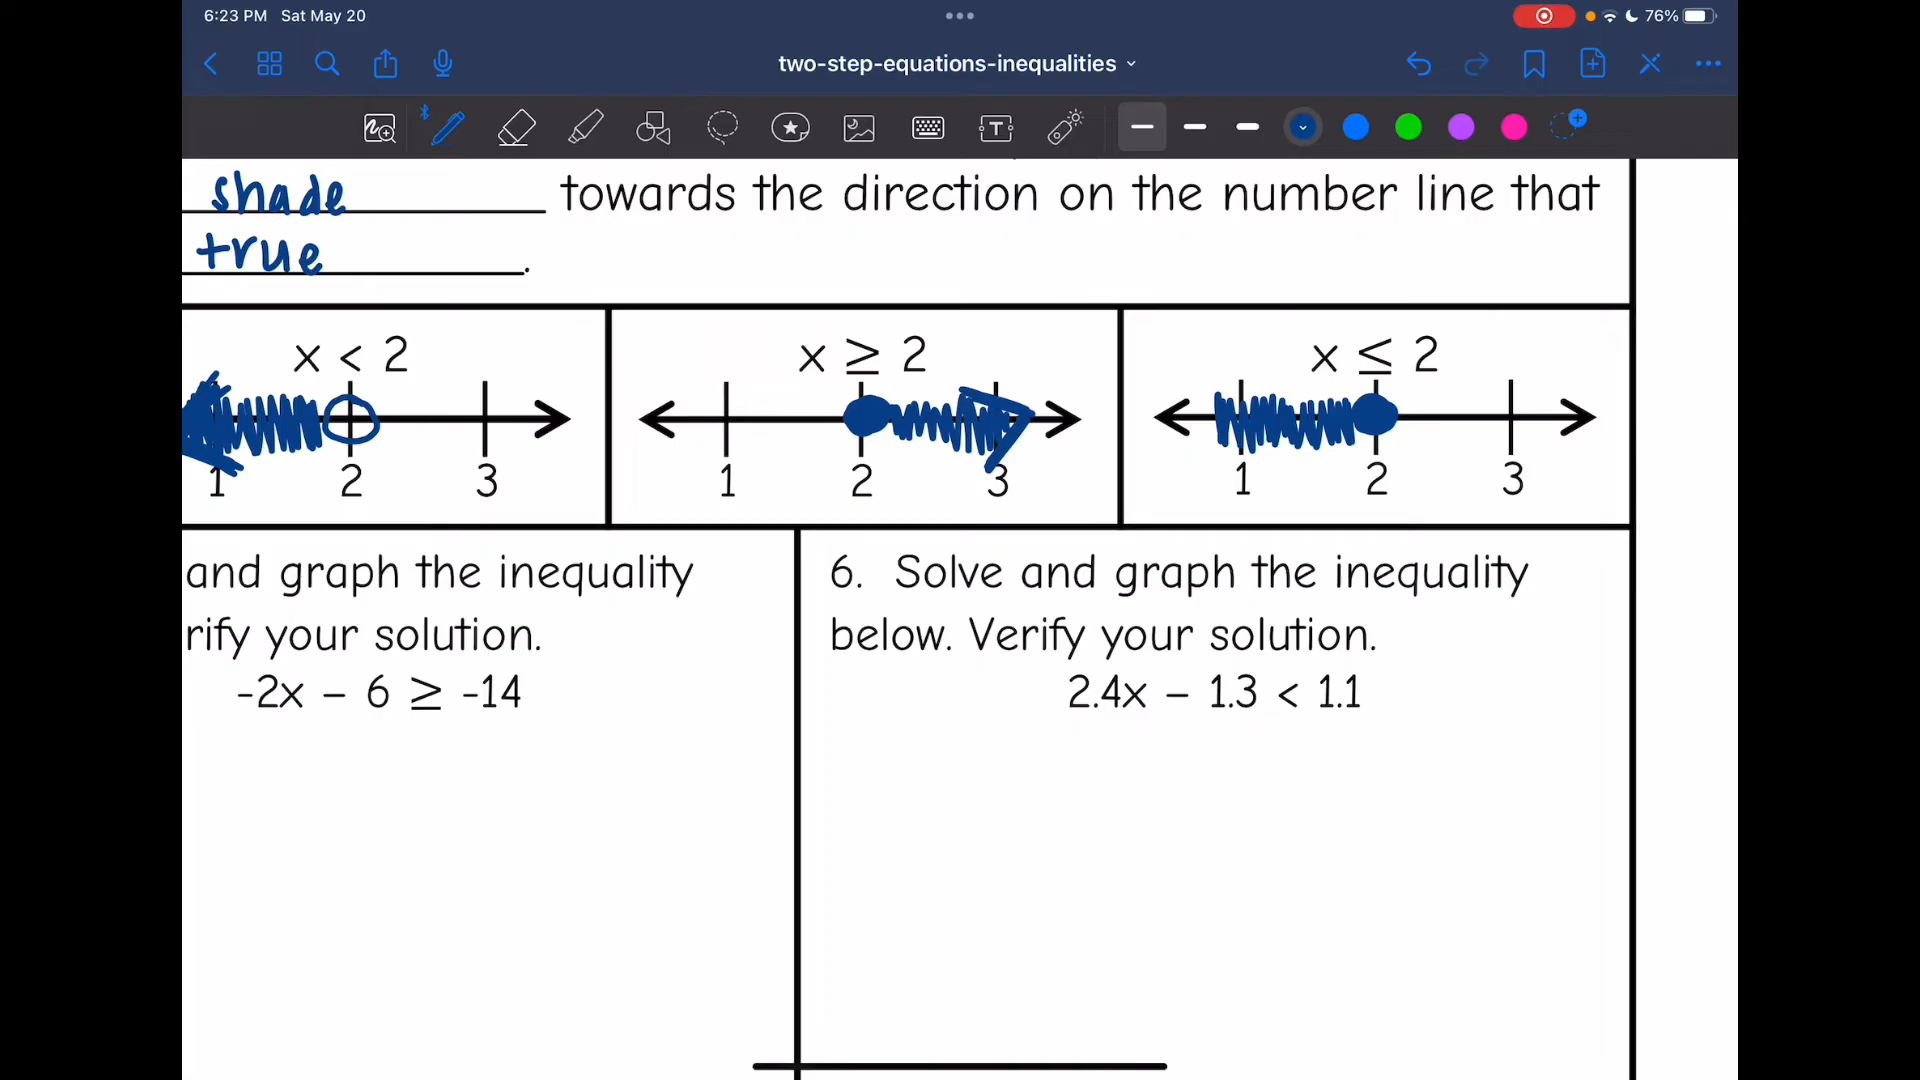 6:23 PM Sat May 20
76%
two-step-equations-inequalities
T
shade towards the direction on the number line that
true.
x < 2
1 2 3
x ≥ 2
1 2 3
x ≤ 2
1 2 3
and graph the inequality
rify your solution.
-2x – 6 ≥ -14
6. Solve and graph the inequality
below. Verify your solution.
2.4x – 1.3 < 1.1